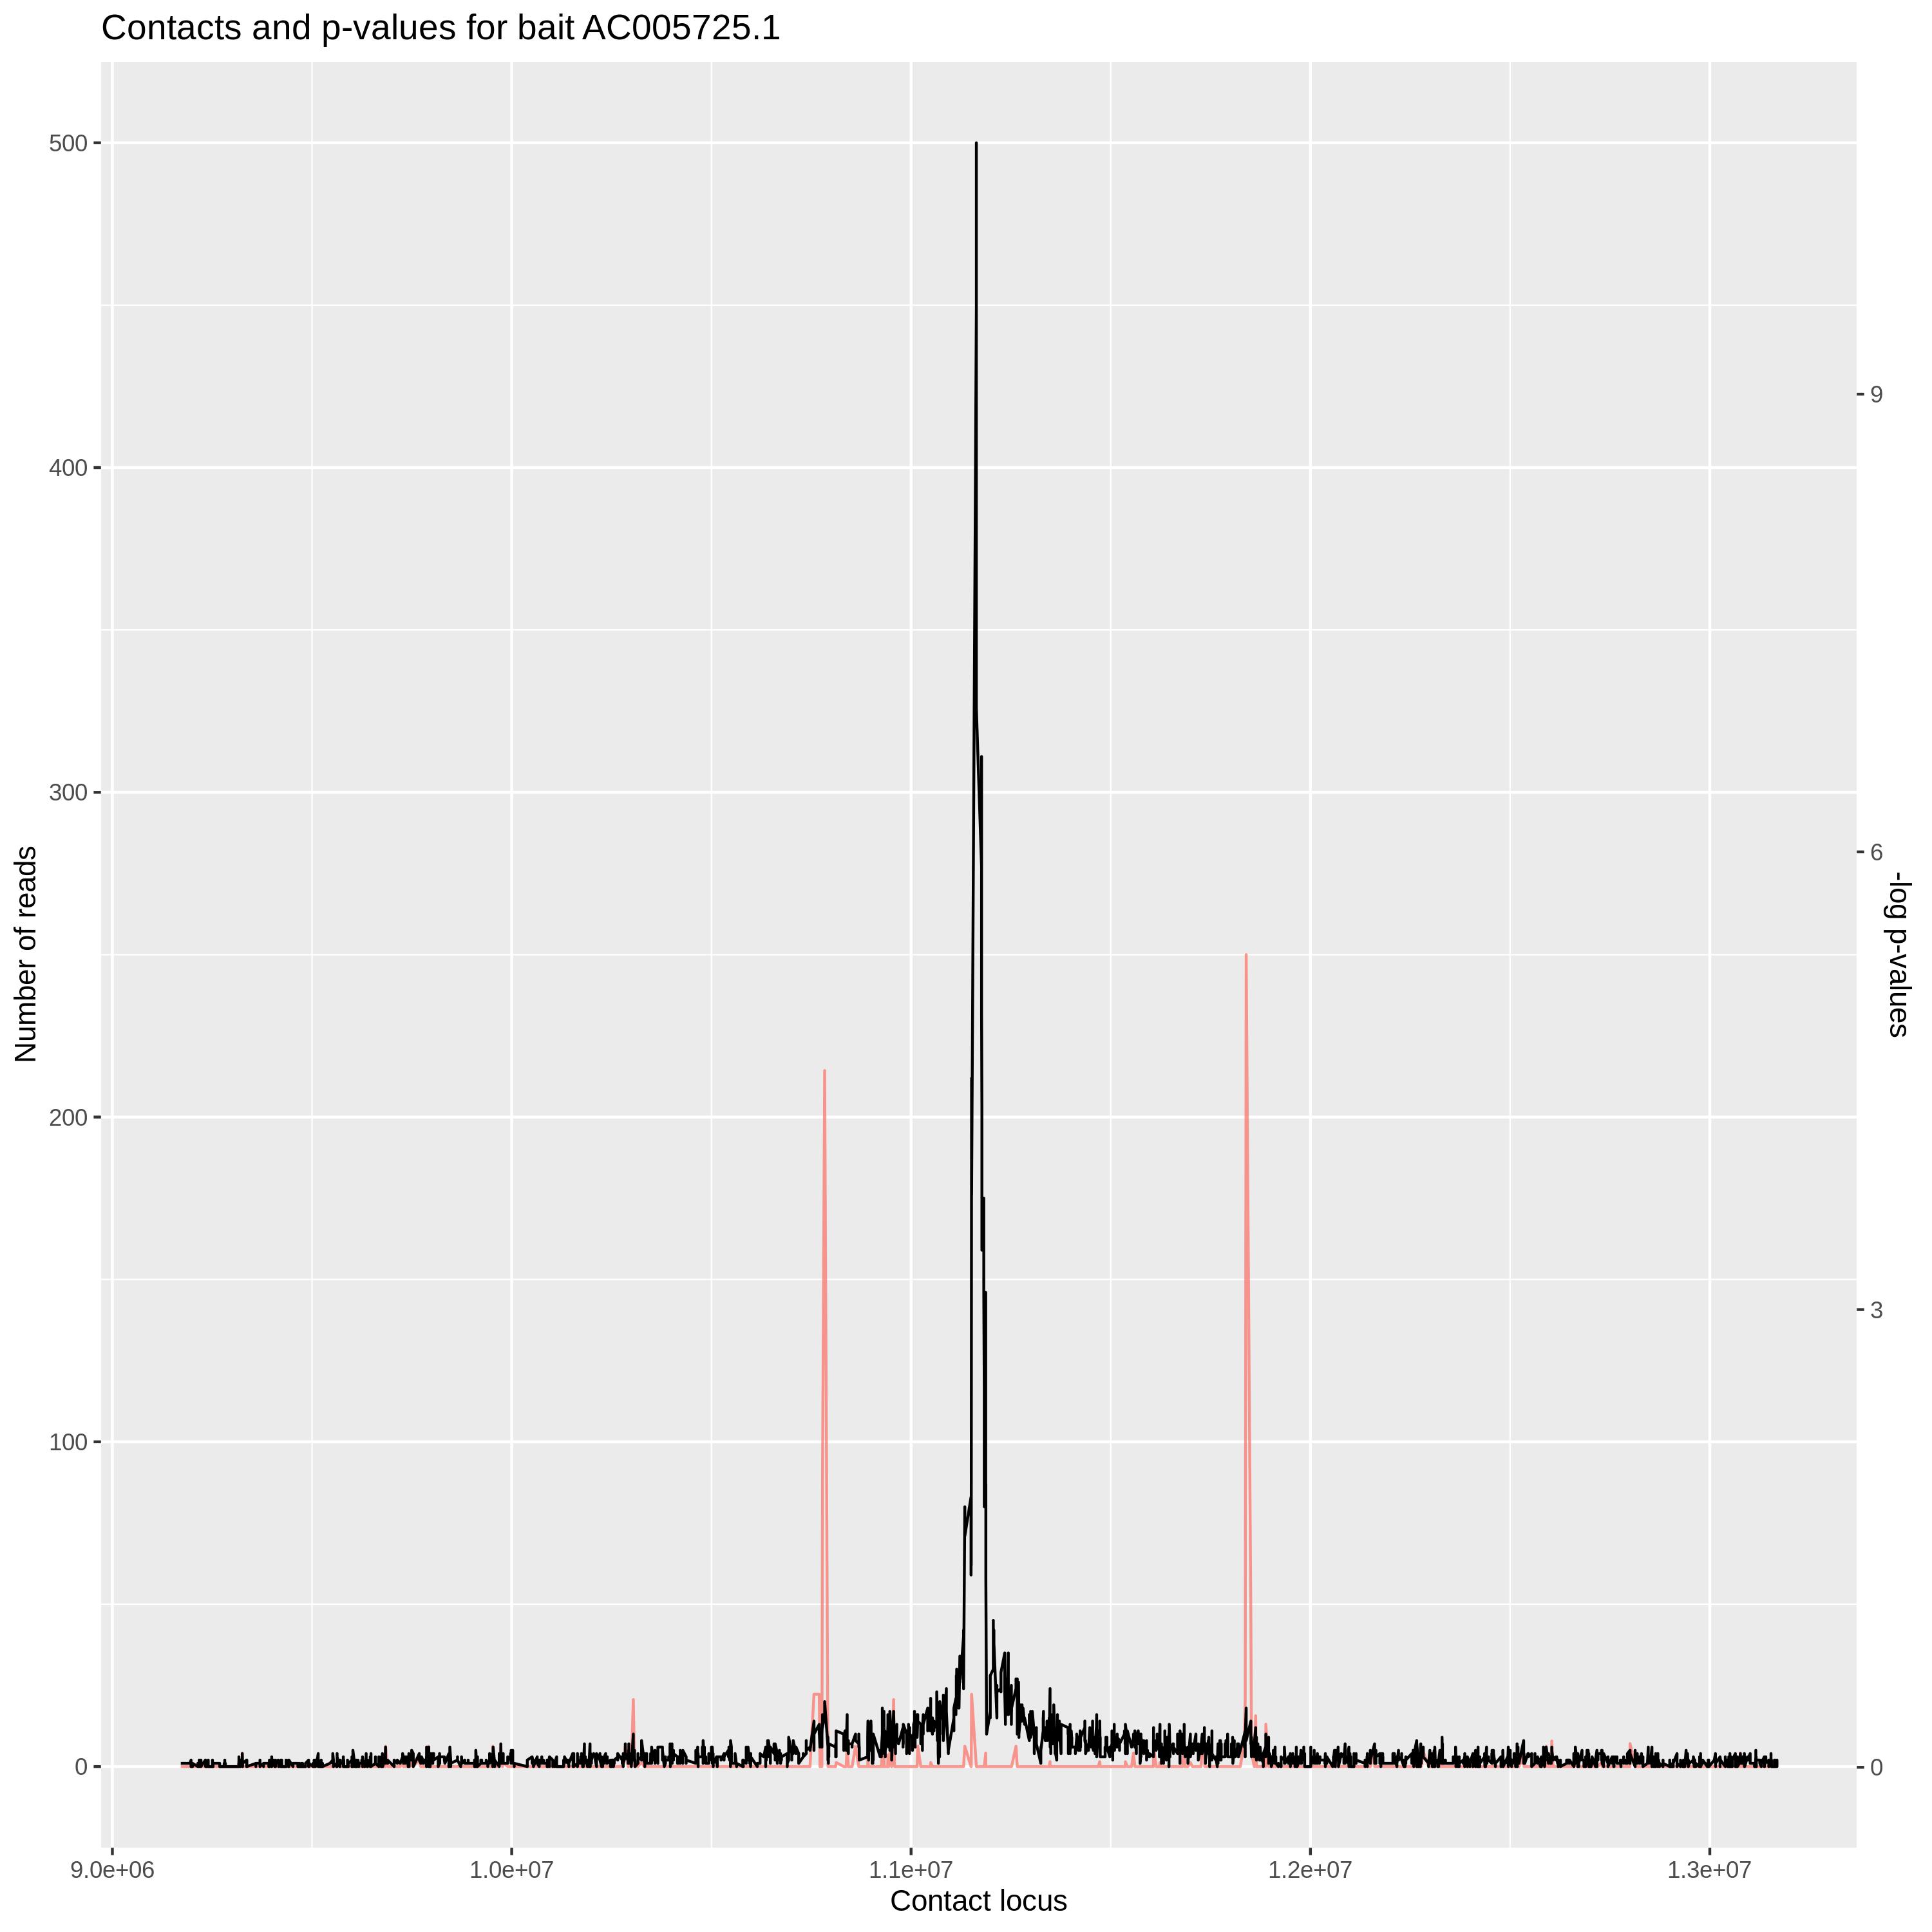 Contacts and p-values for bait AC005725.1
500
400
300
200
100
0
Number of reads
9
6
3
0
-log p-values
9.0e+06 1.0e+07 1.1e+07 1.2e+07 1.3e+07
Contact locus